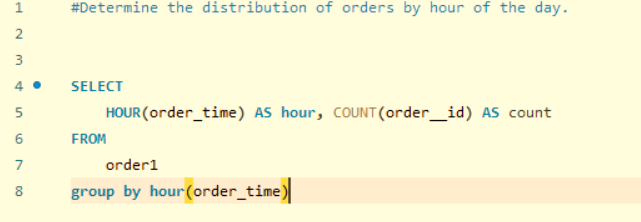 1 #Determine the distribution of orders by hour of the day.
2
3
4 SELECT
5 HOUR(order_time) AS hour, COUNT(order__id) AS count
6 FROM
7 order1
8 group by hour(order_time)